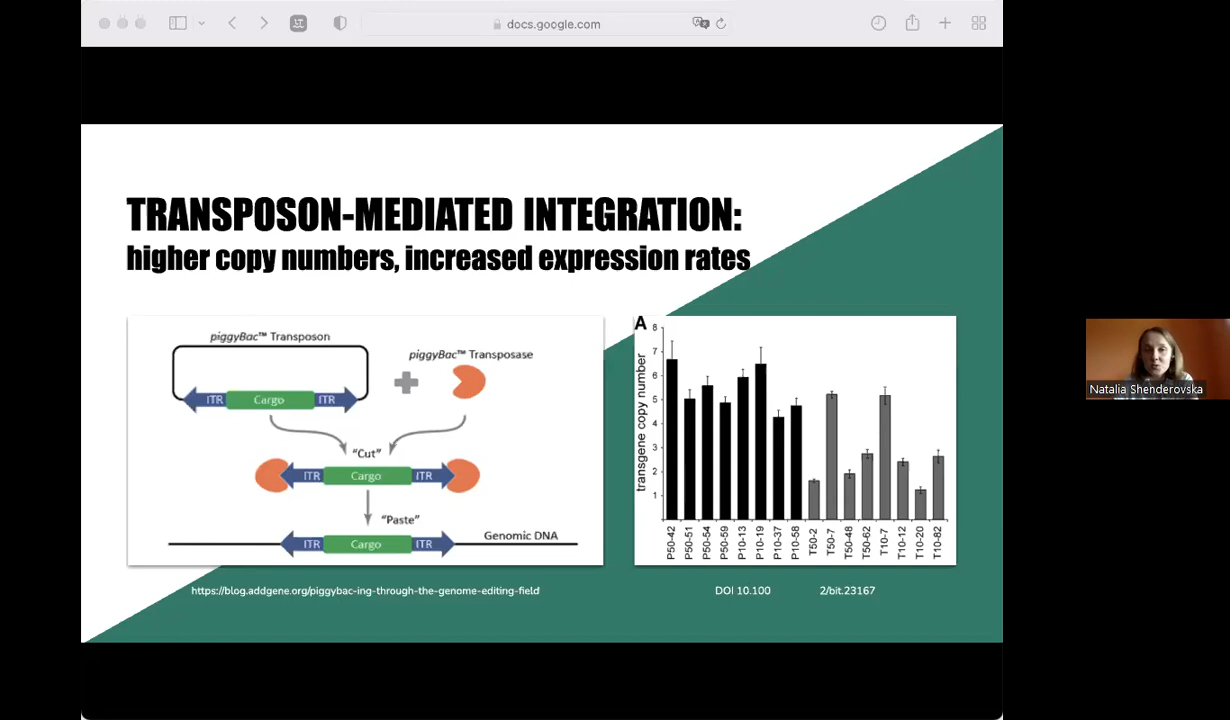 docs.google.com
TRANSPOSON-MEDIATED INTEGRATION:
higher copy numbers, increased expression rates
piggyBac™ Transposon
piggyBac™ Transposase
ITR Cargo ITR
"Cut"
ITR Cargo ITR
"Paste"
Genomic DNA
ITR Cargo ITR
https://blog.addgene.org/piggybac-ing-through-the-genome-editing-field
A
transgene copy number
8
7
6
5
4
3
2
1
P50-42
P50-51
P50-54
P50-59
P10-13
P10-19
P10-37
P10-58
T50-2
T50-7
T50-48
T50-62
T10-7
T10-12
T10-20
T10-82
DOI 10.100 2/bit.23167
Natalia Shenderovska